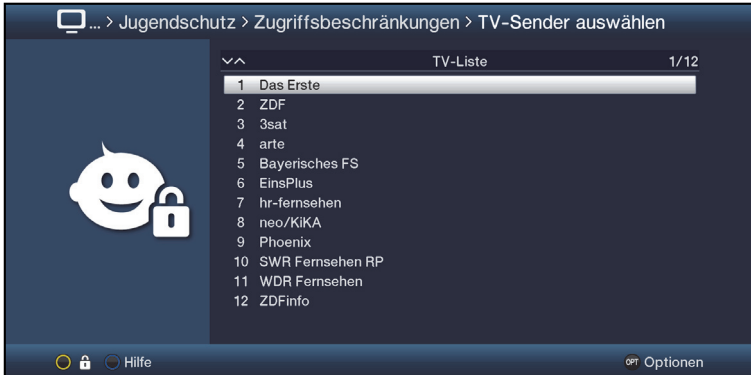 ... > Jugendschutz > Zugriffsbeschränkungen > TV-Sender auswählen
TV-Liste 1/12
1 Das Erste
2 ZDF
3 3sat
4 arte
5 Bayerisches FS
6 EinsPlus
7 hr-fernsehen
8 neo/KiKA
9 Phoenix
10 SWR Fernsehen RP
11 WDR Fernsehen
12 ZDFinfo
Hilfe OPT Optionen